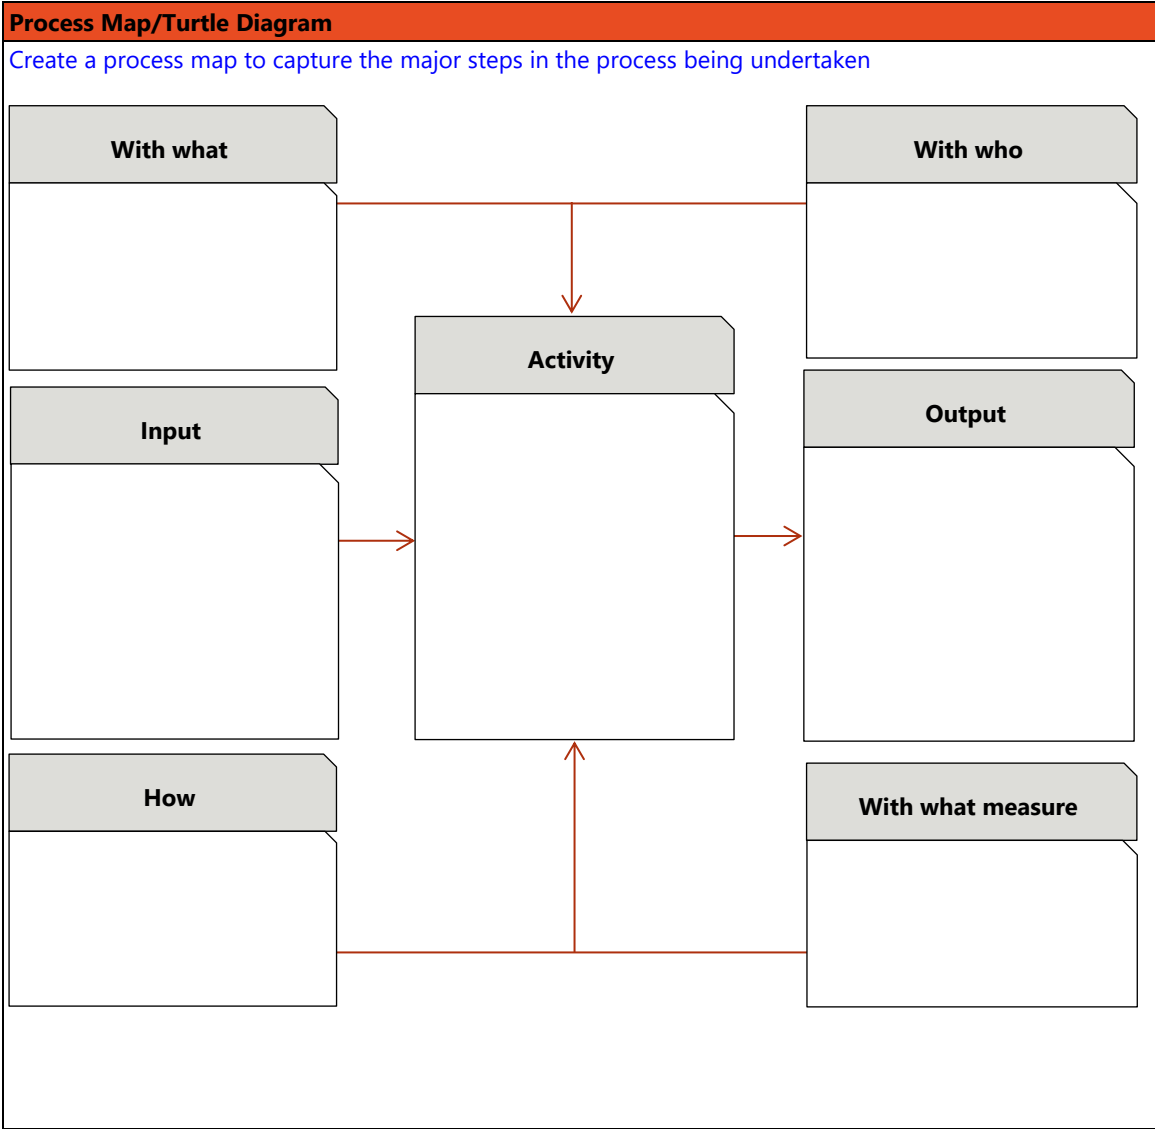 Process Map/Turtle Diagram
Create a process map to capture the major steps in the process being undertaken
With what
With who
Activity
Input
Output
How
With what measure